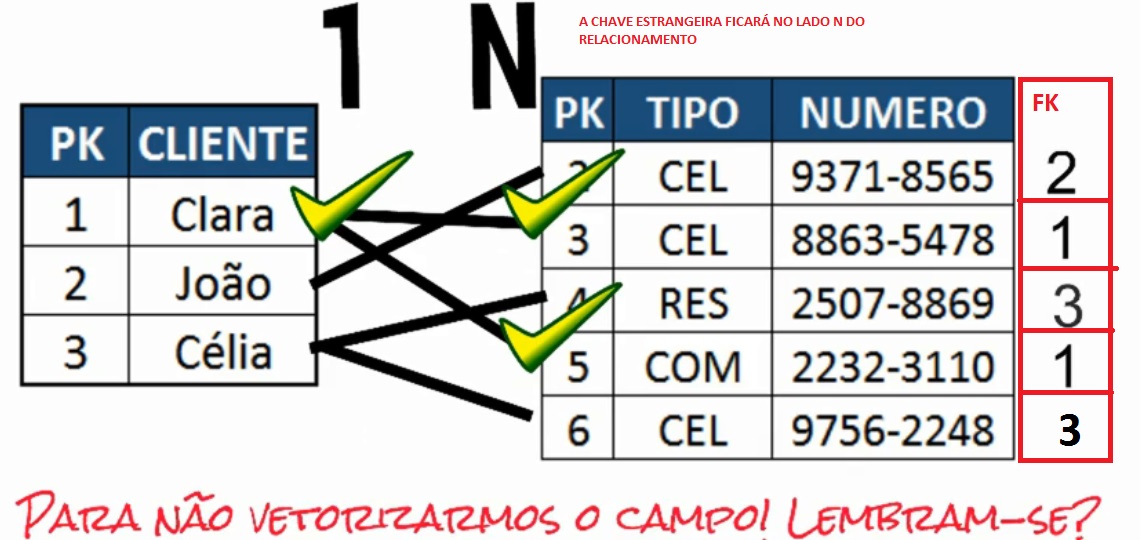 1 N
A CHAVE ESTRANGEIRA FICARÁ NO LADO N DO
RELACIONAMENTO
PK CLIENTE
1 Clara
2 João
3 Célia
PK TIPO NUMERO FK
CEL 9371-8565 2
3 CEL 8863-5478 1
4 RES 2507-8869 3
5 COM 2232-3110 1
6 CEL 9756-2248 3
PARA NÃO VETORIZARMOS O CAMPO! LEMBRAM-SE?